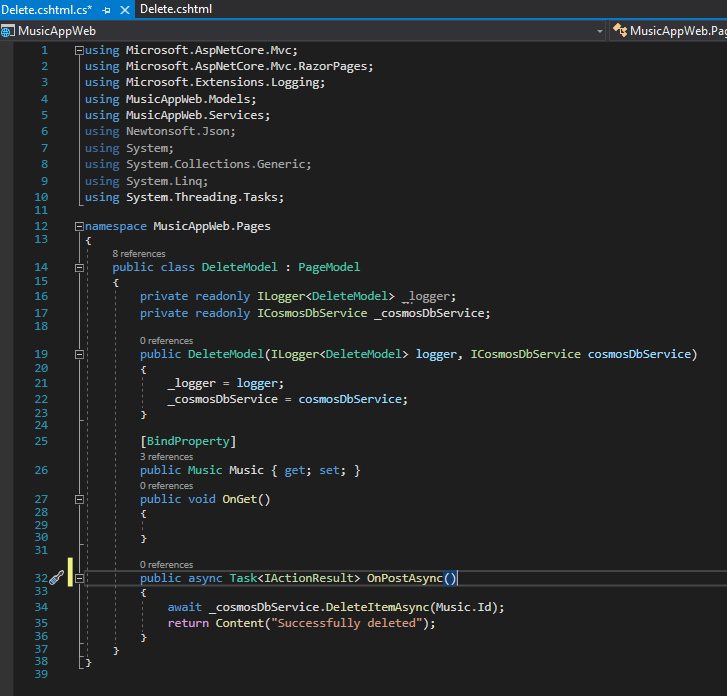 Delete.cshtml.cs* Delete.cshtml
MusicAppWeb MusicAppWeb.Pag
1 using Microsoft.AspNetCore.Mvc;
2 using Microsoft.AspNetCore.Mvc.RazorPages;
3 using Microsoft.Extensions.Logging;
4 using MusicAppWeb.Models;
5 using MusicAppWeb.Services;
6 using Newtonsoft.Json;
7 using System;
8 using System.Collections.Generic;
9 using System.Linq;
10 using System.Threading.Tasks;
11
12 namespace MusicAppWeb.Pages
13 {
8 references
14 public class DeleteModel : PageModel
15 {
16 private readonly ILogger<DeleteModel> _logger;
17 private readonly ICosmosDbService _cosmosDbService;
18
0 references
19 public DeleteModel(ILogger<DeleteModel> logger, ICosmosDbService cosmosDbService)
20 {
21 _logger = logger;
22 _cosmosDbService = cosmosDbService;
23 }
24
25 [BindProperty]
3 references
26 public Music Music { get; set; }
0 references
27 public void OnGet()
28 {
29
30 }
31
0 references
32 public async Task<IActionResult> OnPostAsync()
33 {
34 await _cosmosDbService.DeleteItemAsync(Music.Id);
35 return Content("Successfully deleted");
36 }
37 }
38 }
39